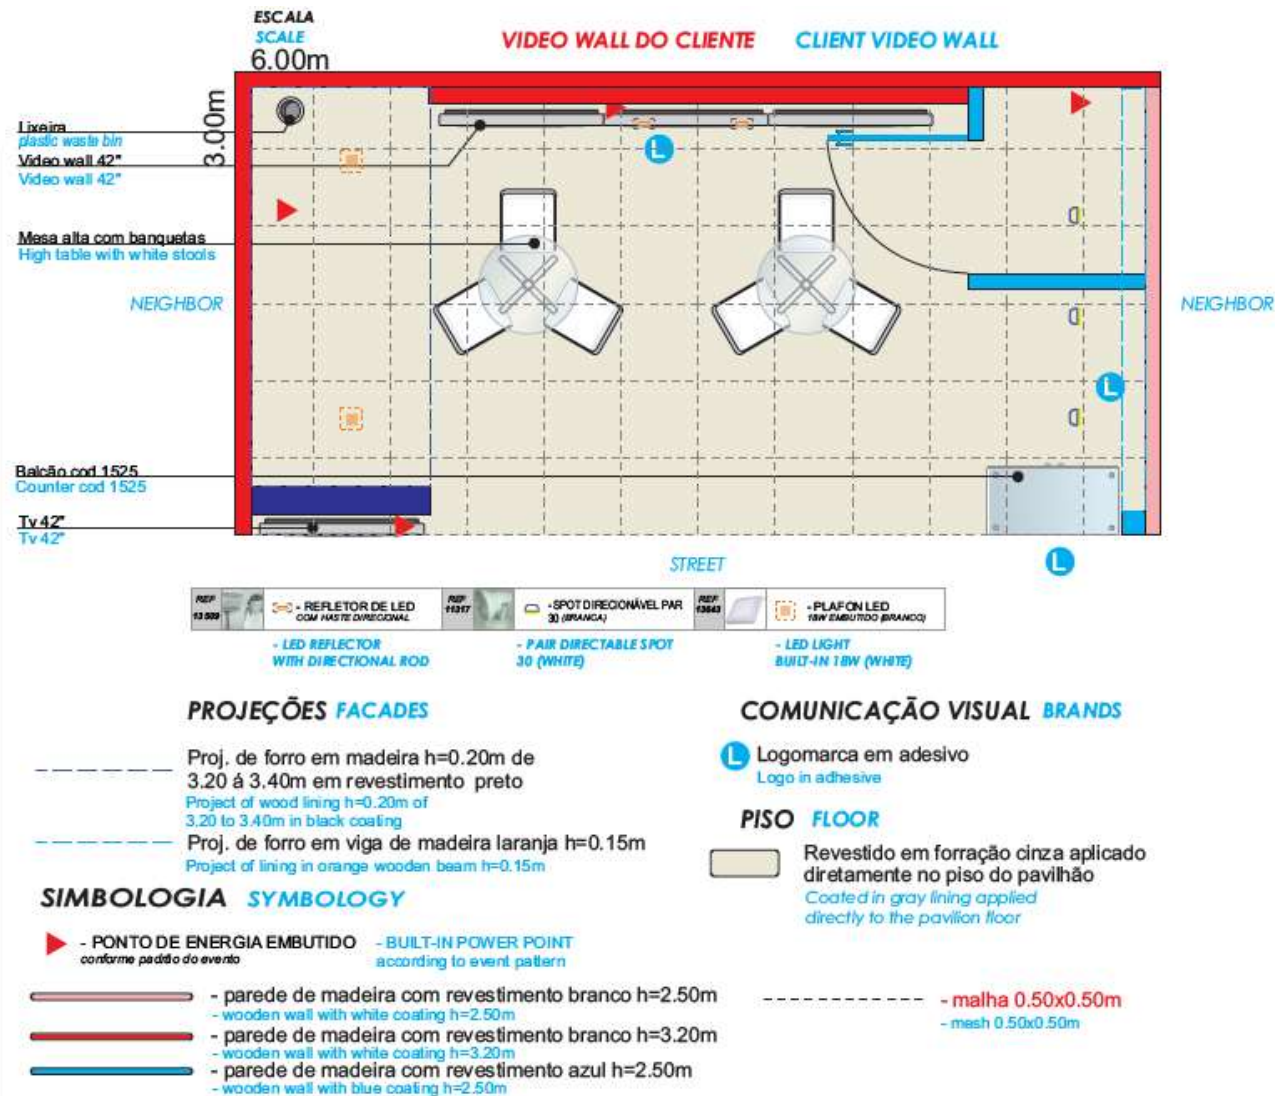 ESCALA
SCALE
6.00m
VIDEO WALL DO CLIENTE CLIENT VIDEO WALL
3.00m
Lixeira
plastic waste bin
Video wall 42"
Video wall 42"
L
Mesa alta com banquetas
High table with white stools
NEIGHBOR
NEIGHBOR
L
Balcão cod 1525
Counter cod 1525
Tv 42"
Tv 42"
STREET
L
REF
13589
- REFLETOR DE LED
COM HASTE DIRECIONAL
REF
11317
-SPOT DIRECIONÁVEL PAR
30 (BRANCA)
REF
13643
- PLAFON LED
18W EMBUTIDO (BRANCO)
- LED REFLECTOR
WITH DIRECTIONAL ROD
- PAIR DIRECTABLE SPOT
30 (WHITE)
- LED LIGHT
BUILT-IN 18W (WHITE)
PROJEÇÕES FACADES
Proj. de forro em madeira h=0.20m de
3.20 á 3.40m em revestimento preto
Project of wood lining h=0.20m of
3.20 to 3.40m in black coating
Proj. de forro em viga de madeira laranja h=0.15m
Project of lining in orange wooden beam h=0.15m
COMUNICAÇÃO VISUAL BRANDS
L Logomarca em adesivo
Logo in adhesive
PISO FLOOR
Revestido em forração cinza aplicado
diretamente no piso do pavilhão
Coated in gray lining applied
directly to the pavilion floor
SIMBOLOGIA SYMBOLOGY
- PONTO DE ENERGIA EMBUTIDO - BUILT-IN POWER POINT
conforme padrão do evento according to event pattern
- parede de madeira com revestimento branco h=2.50m
- wooden wall with white coating h=2.50m
- parede de madeira com revestimento branco h=3.20m
- wooden wall with white coating h=3.20m
- parede de madeira com revestimento azul h=2.50m
- wooden wall with blue coating h=2.50m
- malha 0.50x0.50m
- mesh 0.50x0.50m